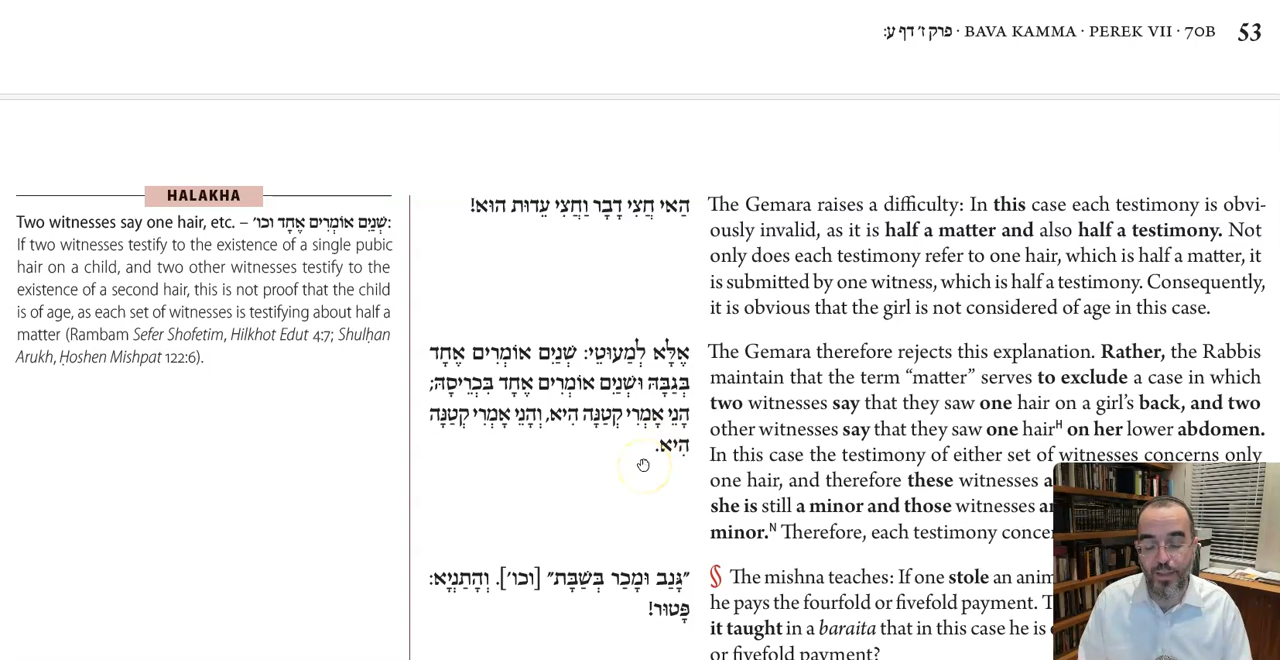 פרק ז׳ דף ע: · BAVA KAMMA · PEREK VII · 70B 53
HALAKHA
Two witnesses say one hair, etc. – שְׁנַיִם אוֹמְרִים אֶחָד וכו׳:
If two witnesses testify to the existence of a single pubic
hair on a child, and two other witnesses testify to the
existence of a second hair, this is not proof that the child
is of age, as each set of witnesses is testifying about half a
matter (Rambam Sefer Shofetim, Hilkhot Edut 4:7; Shulḥan
Arukh, Ḥoshen Mishpat 122:6).
הַאי חֲצִי דָבָר וַחֲצִי עֵדוּת הוּא!
אֶלָּא לְמַעוּטֵי: שְׁנַיִם אוֹמְרִים אֶחָד
בְּגַבָּהּ וּשְׁנַיִם אוֹמְרִים אֶחָד בִּכְרֵיסָהּ;
הָנֵי אָמְרִי קְטַנָּה הִיא, וְהָנֵי אָמְרִי קְטַנָּה
הִיא.
״גָּנַב וּמָכַר בְּשַׁבָּת״ [וכו׳]. וְהָתַנְיָא:
פָּטוּר!
The Gemara raises a difficulty: In this case each testimony is obvi-
ously invalid, as it is half a matter and also half a testimony. Not
only does each testimony refer to one hair, which is half a matter, it
is submitted by one witness, which is half a testimony. Consequently,
it is obvious that the girl is not considered of age in this case.
The Gemara therefore rejects this explanation. Rather, the Rabbis
maintain that the term “matter” serves to exclude a case in which
two witnesses say that they saw one hair on a girl’s back, and two
other witnesses say that they saw one hairH on her lower abdomen.
In this case the testimony of either set of witnesses concerns only
one hair, and therefore these witnesses
she is still a minor and those witnesses
minor.N Therefore, each testimony
§ The mishna teaches: If one stole an
he pays the fourfold or fivefold payment.
it taught in a baraita that in this case he is
or fivefold payment?